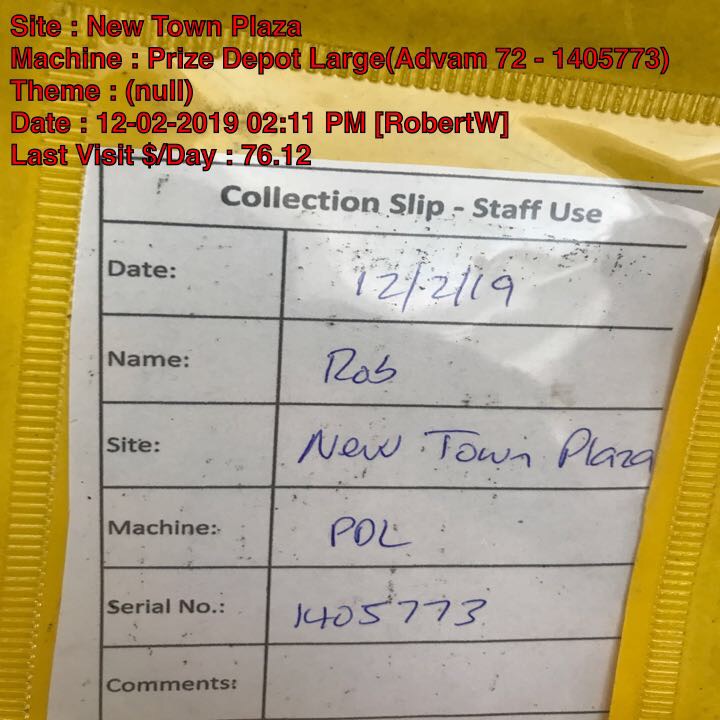 Site : New Town Plaza
Machine : Prize Depot Large(Advam 72 - 1405773)
Theme : (null)
Date : 12-02-2019 02:11 PM [RobertW]
Last Visit $/Day : 76.12
Collection Slip - Staff Use
Date: 12/2/19
Name: Rob
Site: New Town Plaza
Machine: PDL
Serial No.: 1405773
Comments: